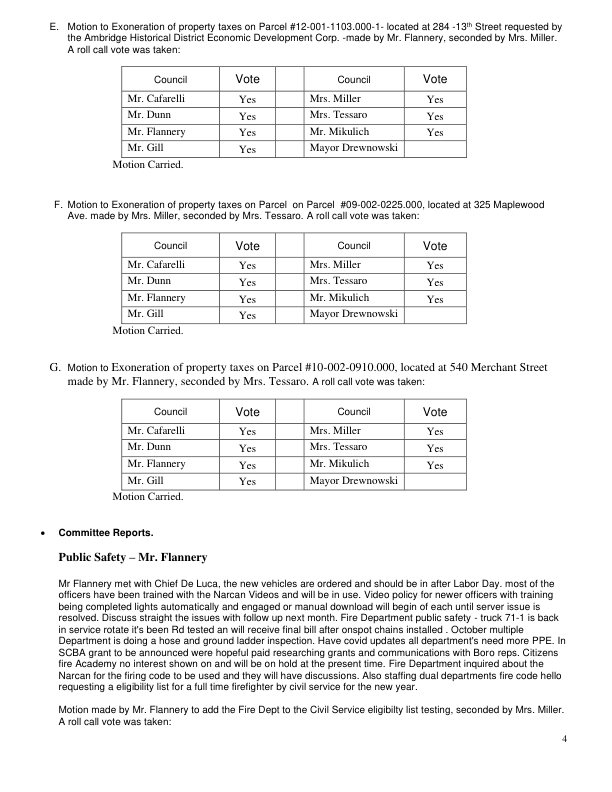 E. Motion to Exoneration of property taxes on Parcel #12-001-1103.000-1- located at 284 -13th Street requested by
the Ambridge Historical District Economic Development Corp. -made by Mr. Flannery, seconded by Mrs. Miller.
A roll call vote was taken:
Council Vote Council Vote
Mr. Cafarelli Yes Mrs. Miller Yes
Mr. Dunn Yes Mrs. Tessaro Yes
Mr. Flannery Yes Mr. Mikulich Yes
Mr. Gill Yes Mayor Drewnowski
Motion Carried.
F. Motion to Exoneration of property taxes on Parcel on Parcel #09-002-0225.000, located at 325 Maplewood
Ave. made by Mrs. Miller, seconded by Mrs. Tessaro. A roll call vote was taken:
Council Vote Council Vote
Mr. Cafarelli Yes Mrs. Miller Yes
Mr. Dunn Yes Mrs. Tessaro Yes
Mr. Flannery Yes Mr. Mikulich Yes
Mr. Gill Yes Mayor Drewnowski
Motion Carried.
G. Motion to Exoneration of property taxes on Parcel #10-002-0910.000, located at 540 Merchant Street
made by Mr. Flannery, seconded by Mrs. Tessaro. A roll call vote was taken:
Council Vote Council Vote
Mr. Cafarelli Yes Mrs. Miller Yes
Mr. Dunn Yes Mrs. Tessaro Yes
Mr. Flannery Yes Mr. Mikulich Yes
Mr. Gill Yes Mayor Drewnowski
Motion Carried.
• Committee Reports.
Public Safety – Mr. Flannery
Mr Flannery met with Chief De Luca, the new vehicles are ordered and should be in after Labor Day. most of the
officers have been trained with the Narcan Videos and will be in use. Video policy for newer officers with training
being completed lights automatically and engaged or manual download will begin of each until server issue is
resolved. Discuss straight the issues with follow up next month. Fire Department public safety - truck 71-1 is back
in service rotate it's been Rd tested an will receive final bill after onspot chains installed . October multiple
Department is doing a hose and ground ladder inspection. Have covid updates all department's need more PPE. In
SCBA grant to be announced were hopeful paid researching grants and communications with Boro reps. Citizens
fire Academy no interest shown on and will be on hold at the present time. Fire Department inquired about the
Narcan for the firing code to be used and they will have discussions. Also staffing dual departments fire code hello
requesting a eligibility list for a full time firefighter by civil service for the new year.
Motion made by Mr. Flannery to add the Fire Dept to the Civil Service eligibilty list testing, seconded by Mrs. Miller.
A roll call vote was taken:
4